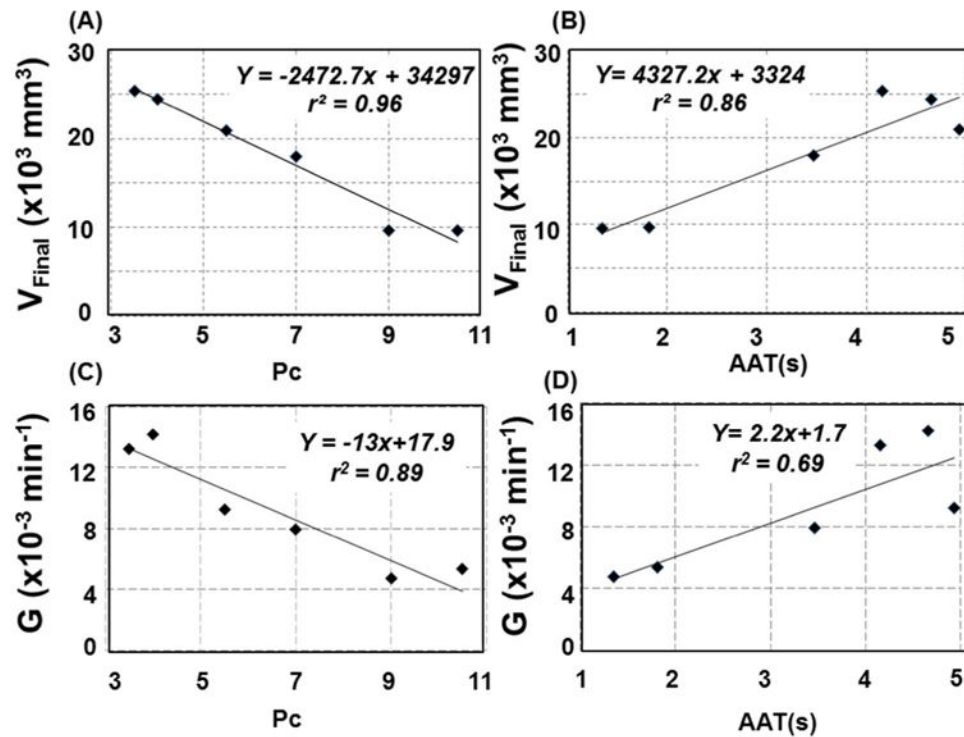 (A)
30
20
10
0
V_Final (x10³ mm³)
Y = -2472.7x + 34297
r² = 0.96
3 5 7 9 11
Pc
(B)
30
20
10
0
V_Final (x10³ mm³)
Y = 4327.2x + 3324
r² = 0.86
1 2 3 4 5
AAT(s)
(C)
16
12
8
4
0
G (x10⁻³ min⁻¹)
Y = -13x+17.9
r² = 0.89
3 5 7 9 11
Pc
(D)
16
12
8
4
0
G (x10⁻³ min⁻¹)
Y= 2.2x+1.7
r² = 0.69
1 2 3 4 5
AAT(s)